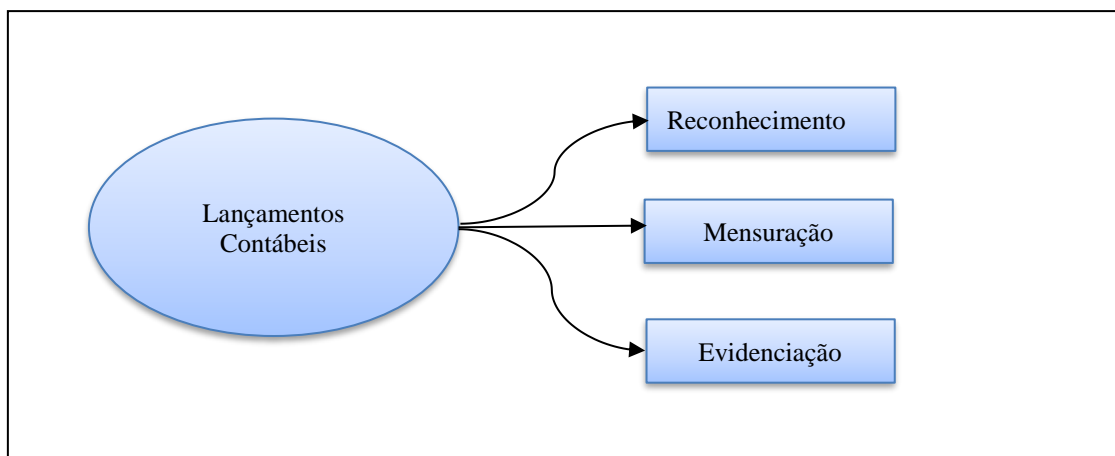 Lançamentos
Contábeis
Reconhecimento
Mensuração
Evidenciação